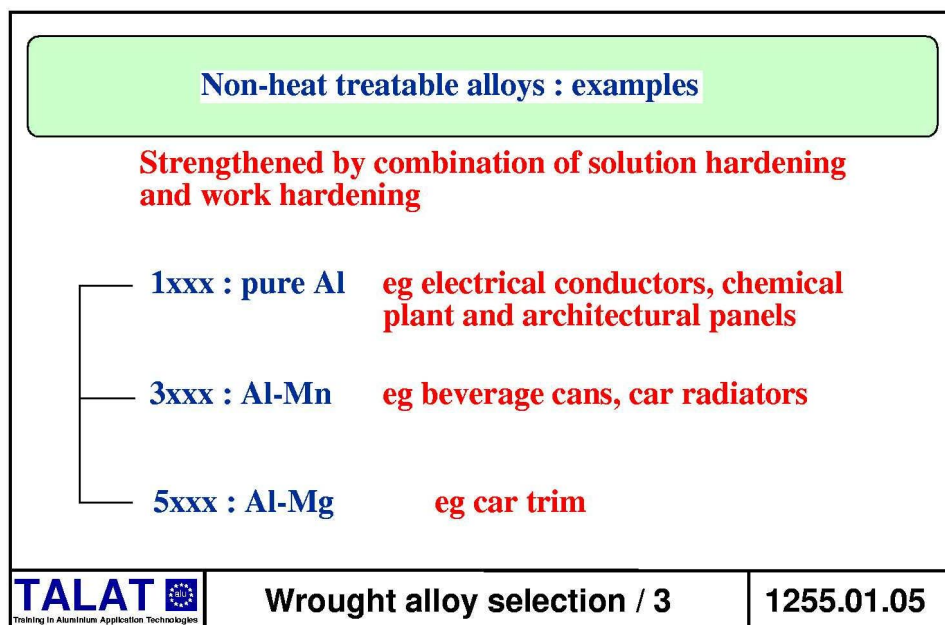 Non-heat treatable alloys : examples
Strengthened by combination of solution hardening
and work hardening
1xxx : pure Al eg electrical conductors, chemical
plant and architectural panels
3xxx : Al-Mn eg beverage cans, car radiators
5xxx : Al-Mg eg car trim
TALAT alu
Training in Aluminium Application Technologies
Wrought alloy selection / 3
1255.01.05